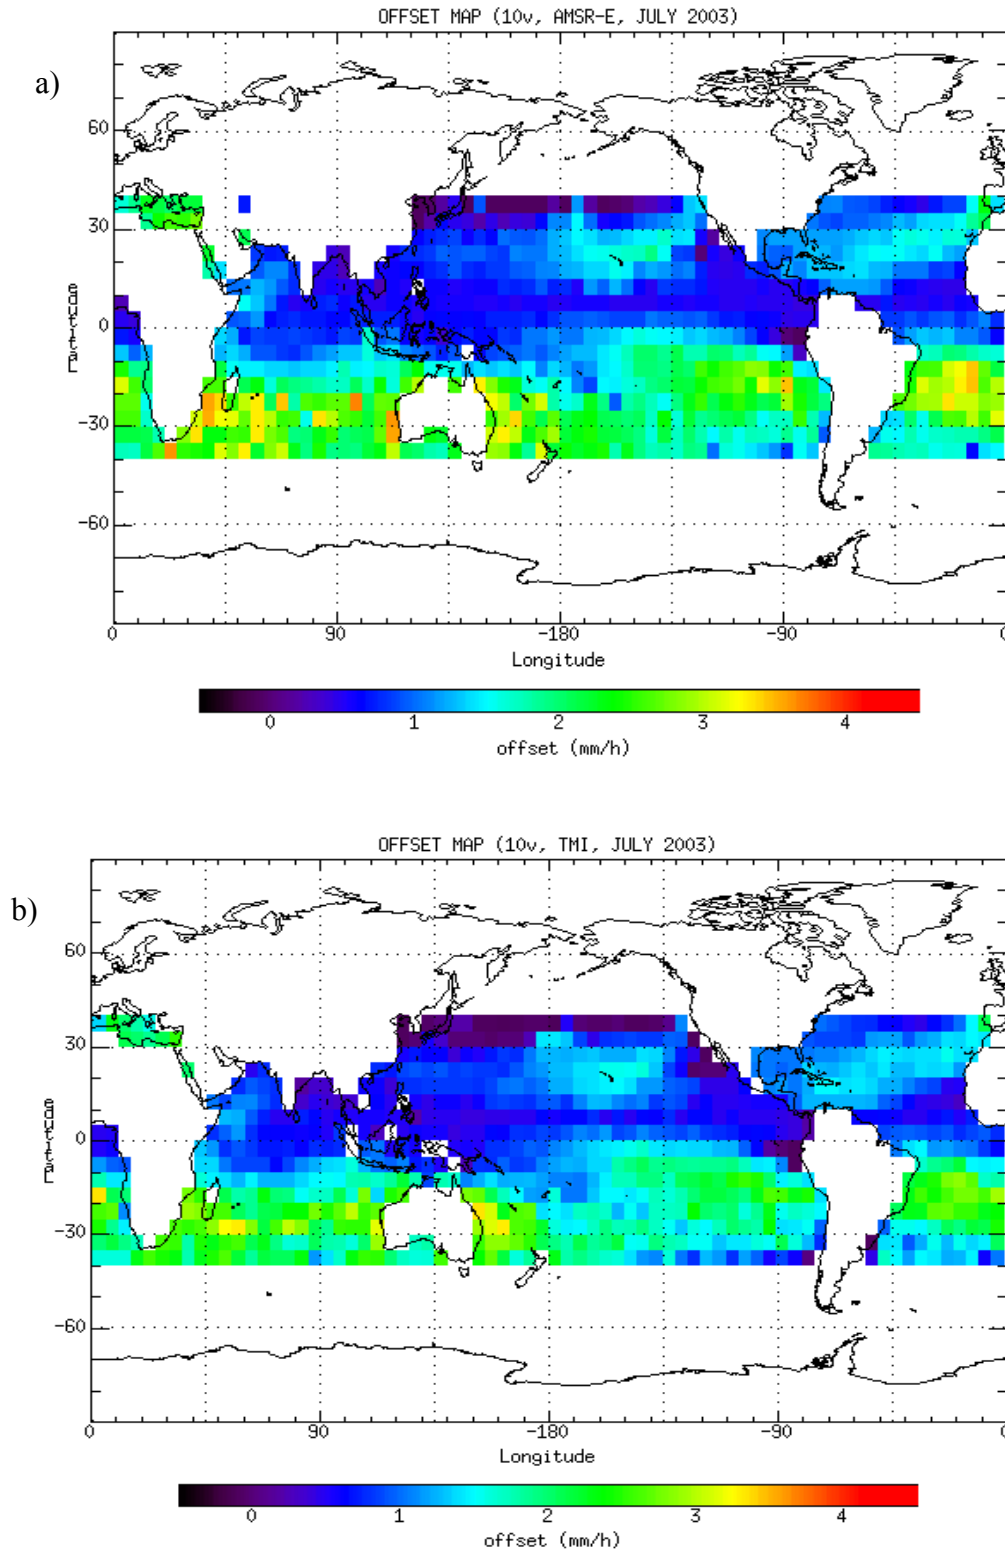 OFFSET MAP (10v, AMSR-E, JULY 2003)
a)
60
30
0
-30
-60
Latitude
0 90 -180 -90 0
Longitude
0 1 2 3 4
offset (mm/h)
OFFSET MAP (10v, TMI, JULY 2003)
b)
60
30
0
-30
-60
Latitude
0 90 -180 -90 0
Longitude
0 1 2 3 4
offset (mm/h)